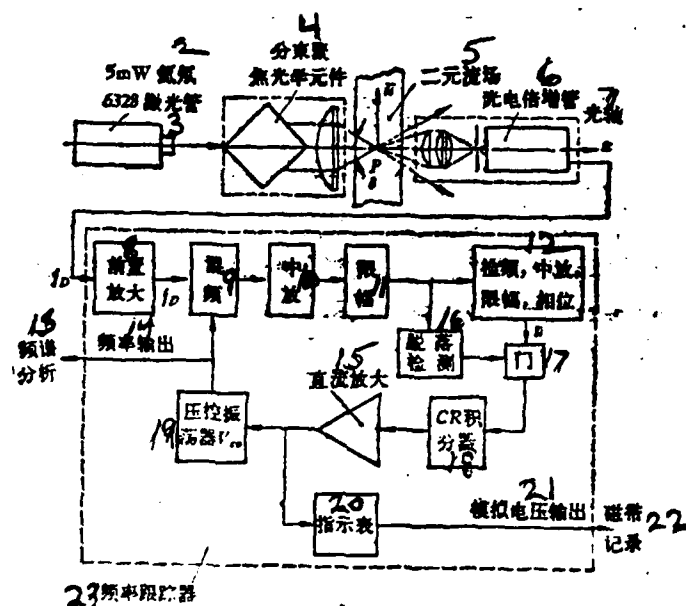 4
2
分束聚
焦光学元件
5mW 氦氖
6328 激光管
3
5
二元流场
6
光电倍增管
7
光轴
z
P
8
前置
放大
f_D
f_D
9
混
频
10
中
放
11
限
幅
12
中放,
限幅,相位
13
频谱
分析
14
频率输出
15
直流放大
16
脱落
检测
门
17
CR积
分器
18
19
压控振
荡器
20
指示表
21
模拟电压输出
磁带
记录
22
23 频率跟踪器